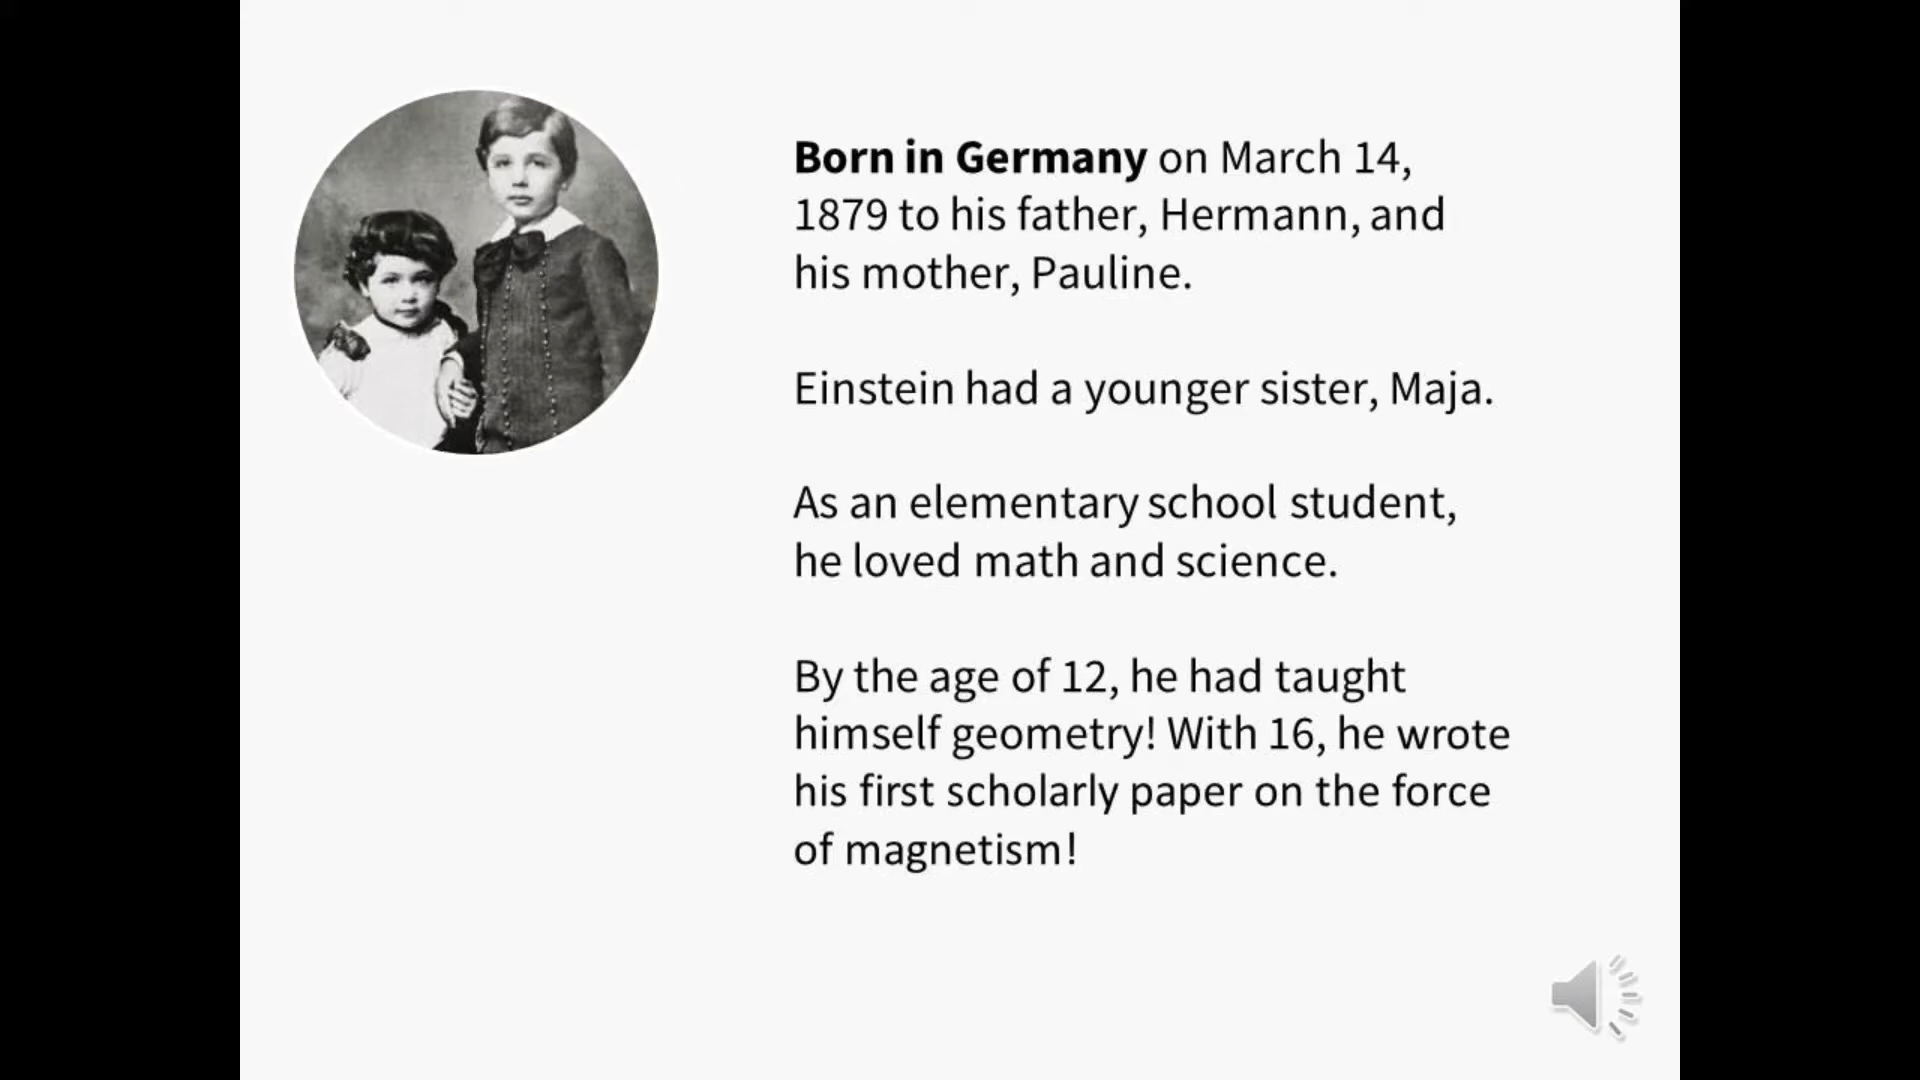 Born in Germany on March 14,
1879 to his father, Hermann, and
his mother, Pauline.
Einstein had a younger sister, Maja.
As an elementary school student,
he loved math and science.
By the age of 12, he had taught
himself geometry! With 16, he wrote
his first scholarly paper on the force
of magnetism!